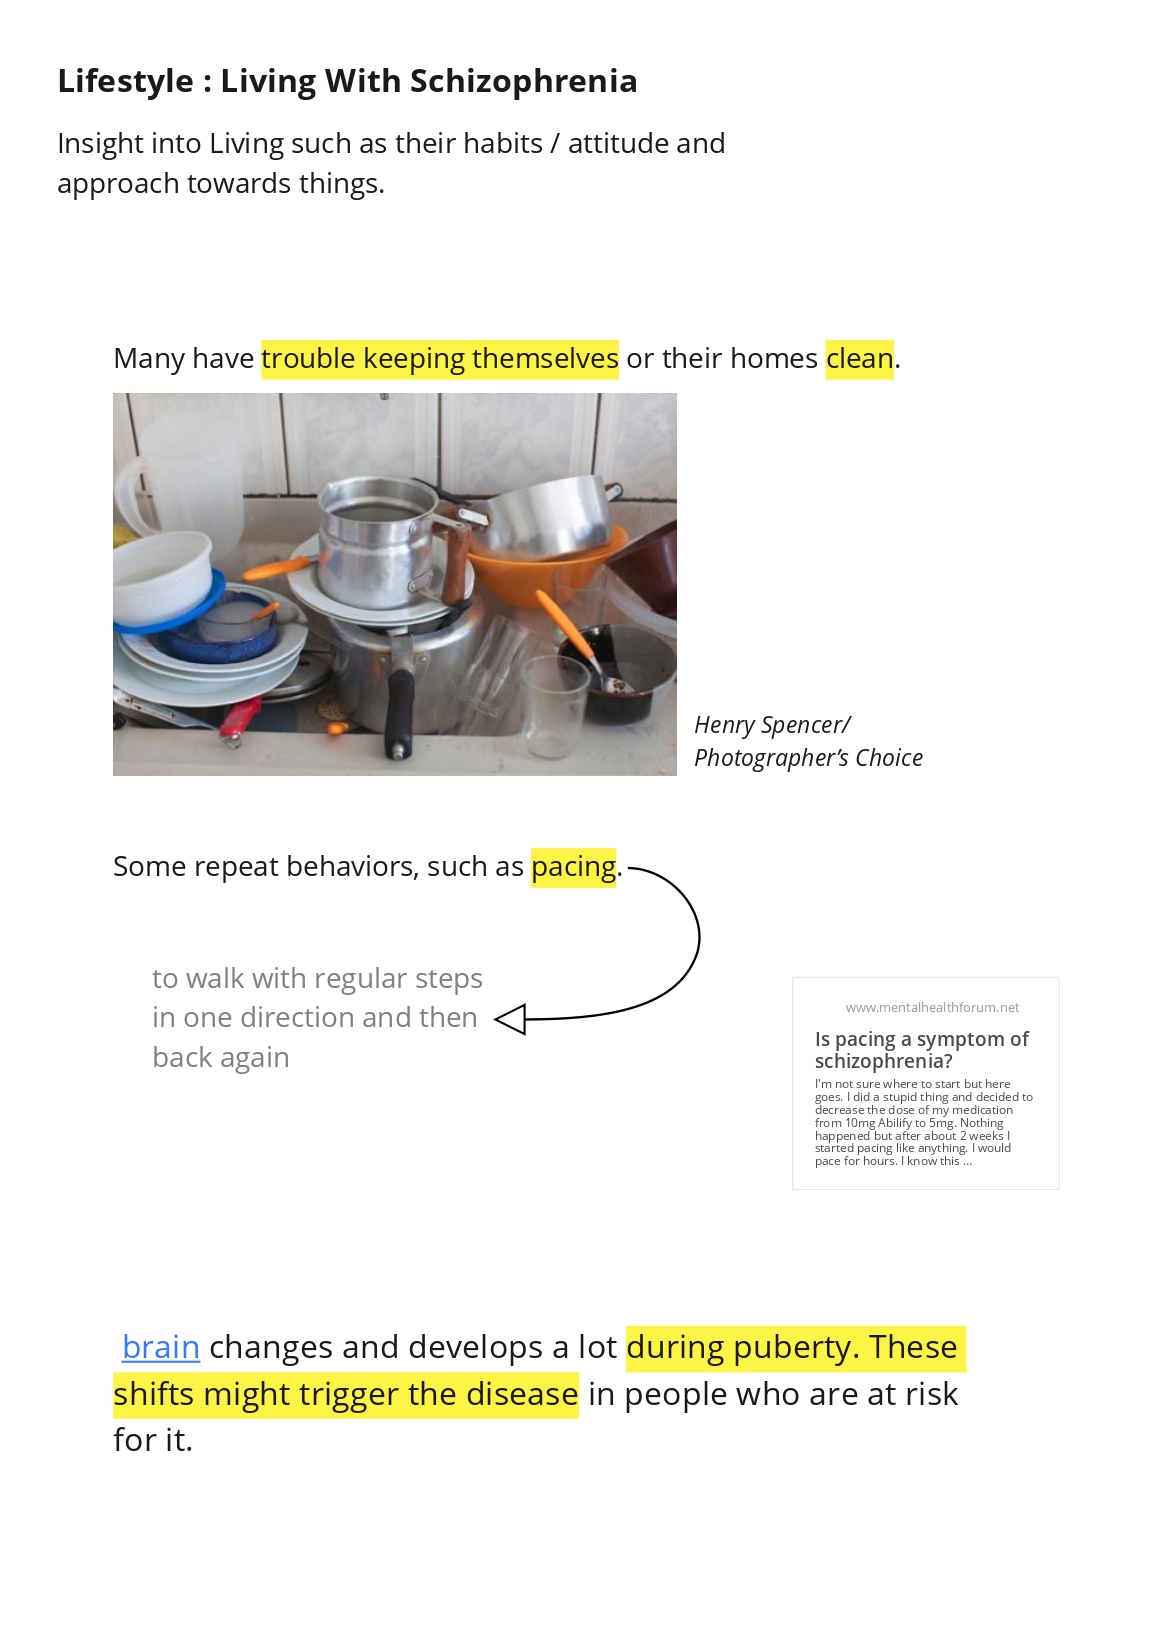 Lifestyle : Living With Schizophrenia
Insight into Living such as their habits / attitude and
approach towards things.
Many have trouble keeping themselves or their homes clean.
Henry Spencer/
Photographer’s Choice
Some repeat behaviors, such as pacing.
to walk with regular steps
in one direction and then
back again
www.mentalhealthforum.net
Is pacing a symptom of
schizophrenia?
I'm not sure where to start but here
goes. I did a stupid thing and decided to
decrease the dose of my medication
from 10mg Abilify to 5mg. Nothing
happened but after about 2 weeks I
started pacing like anything. I would
pace for hours. I know this ...
brain changes and develops a lot during puberty. These
shifts might trigger the disease in people who are at risk
for it.